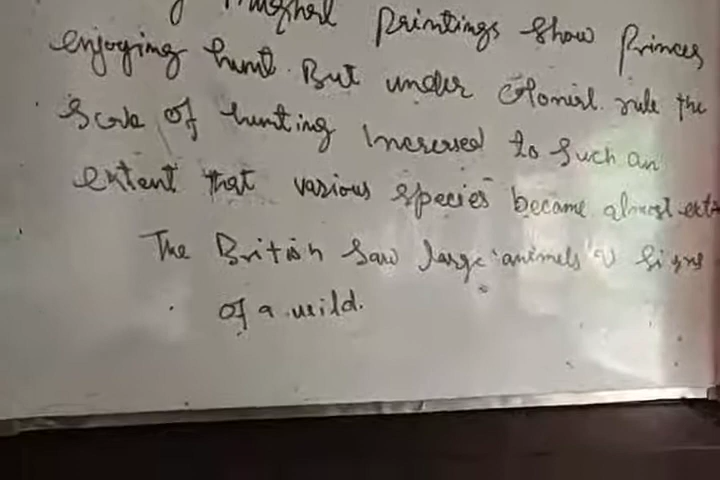 Mughal paintings show Princes
enjoying hunt. But under Colonial rule the
Scale of hunting increased to such an
extent that various species became almost
The British saw large animals as signs
of a wild.